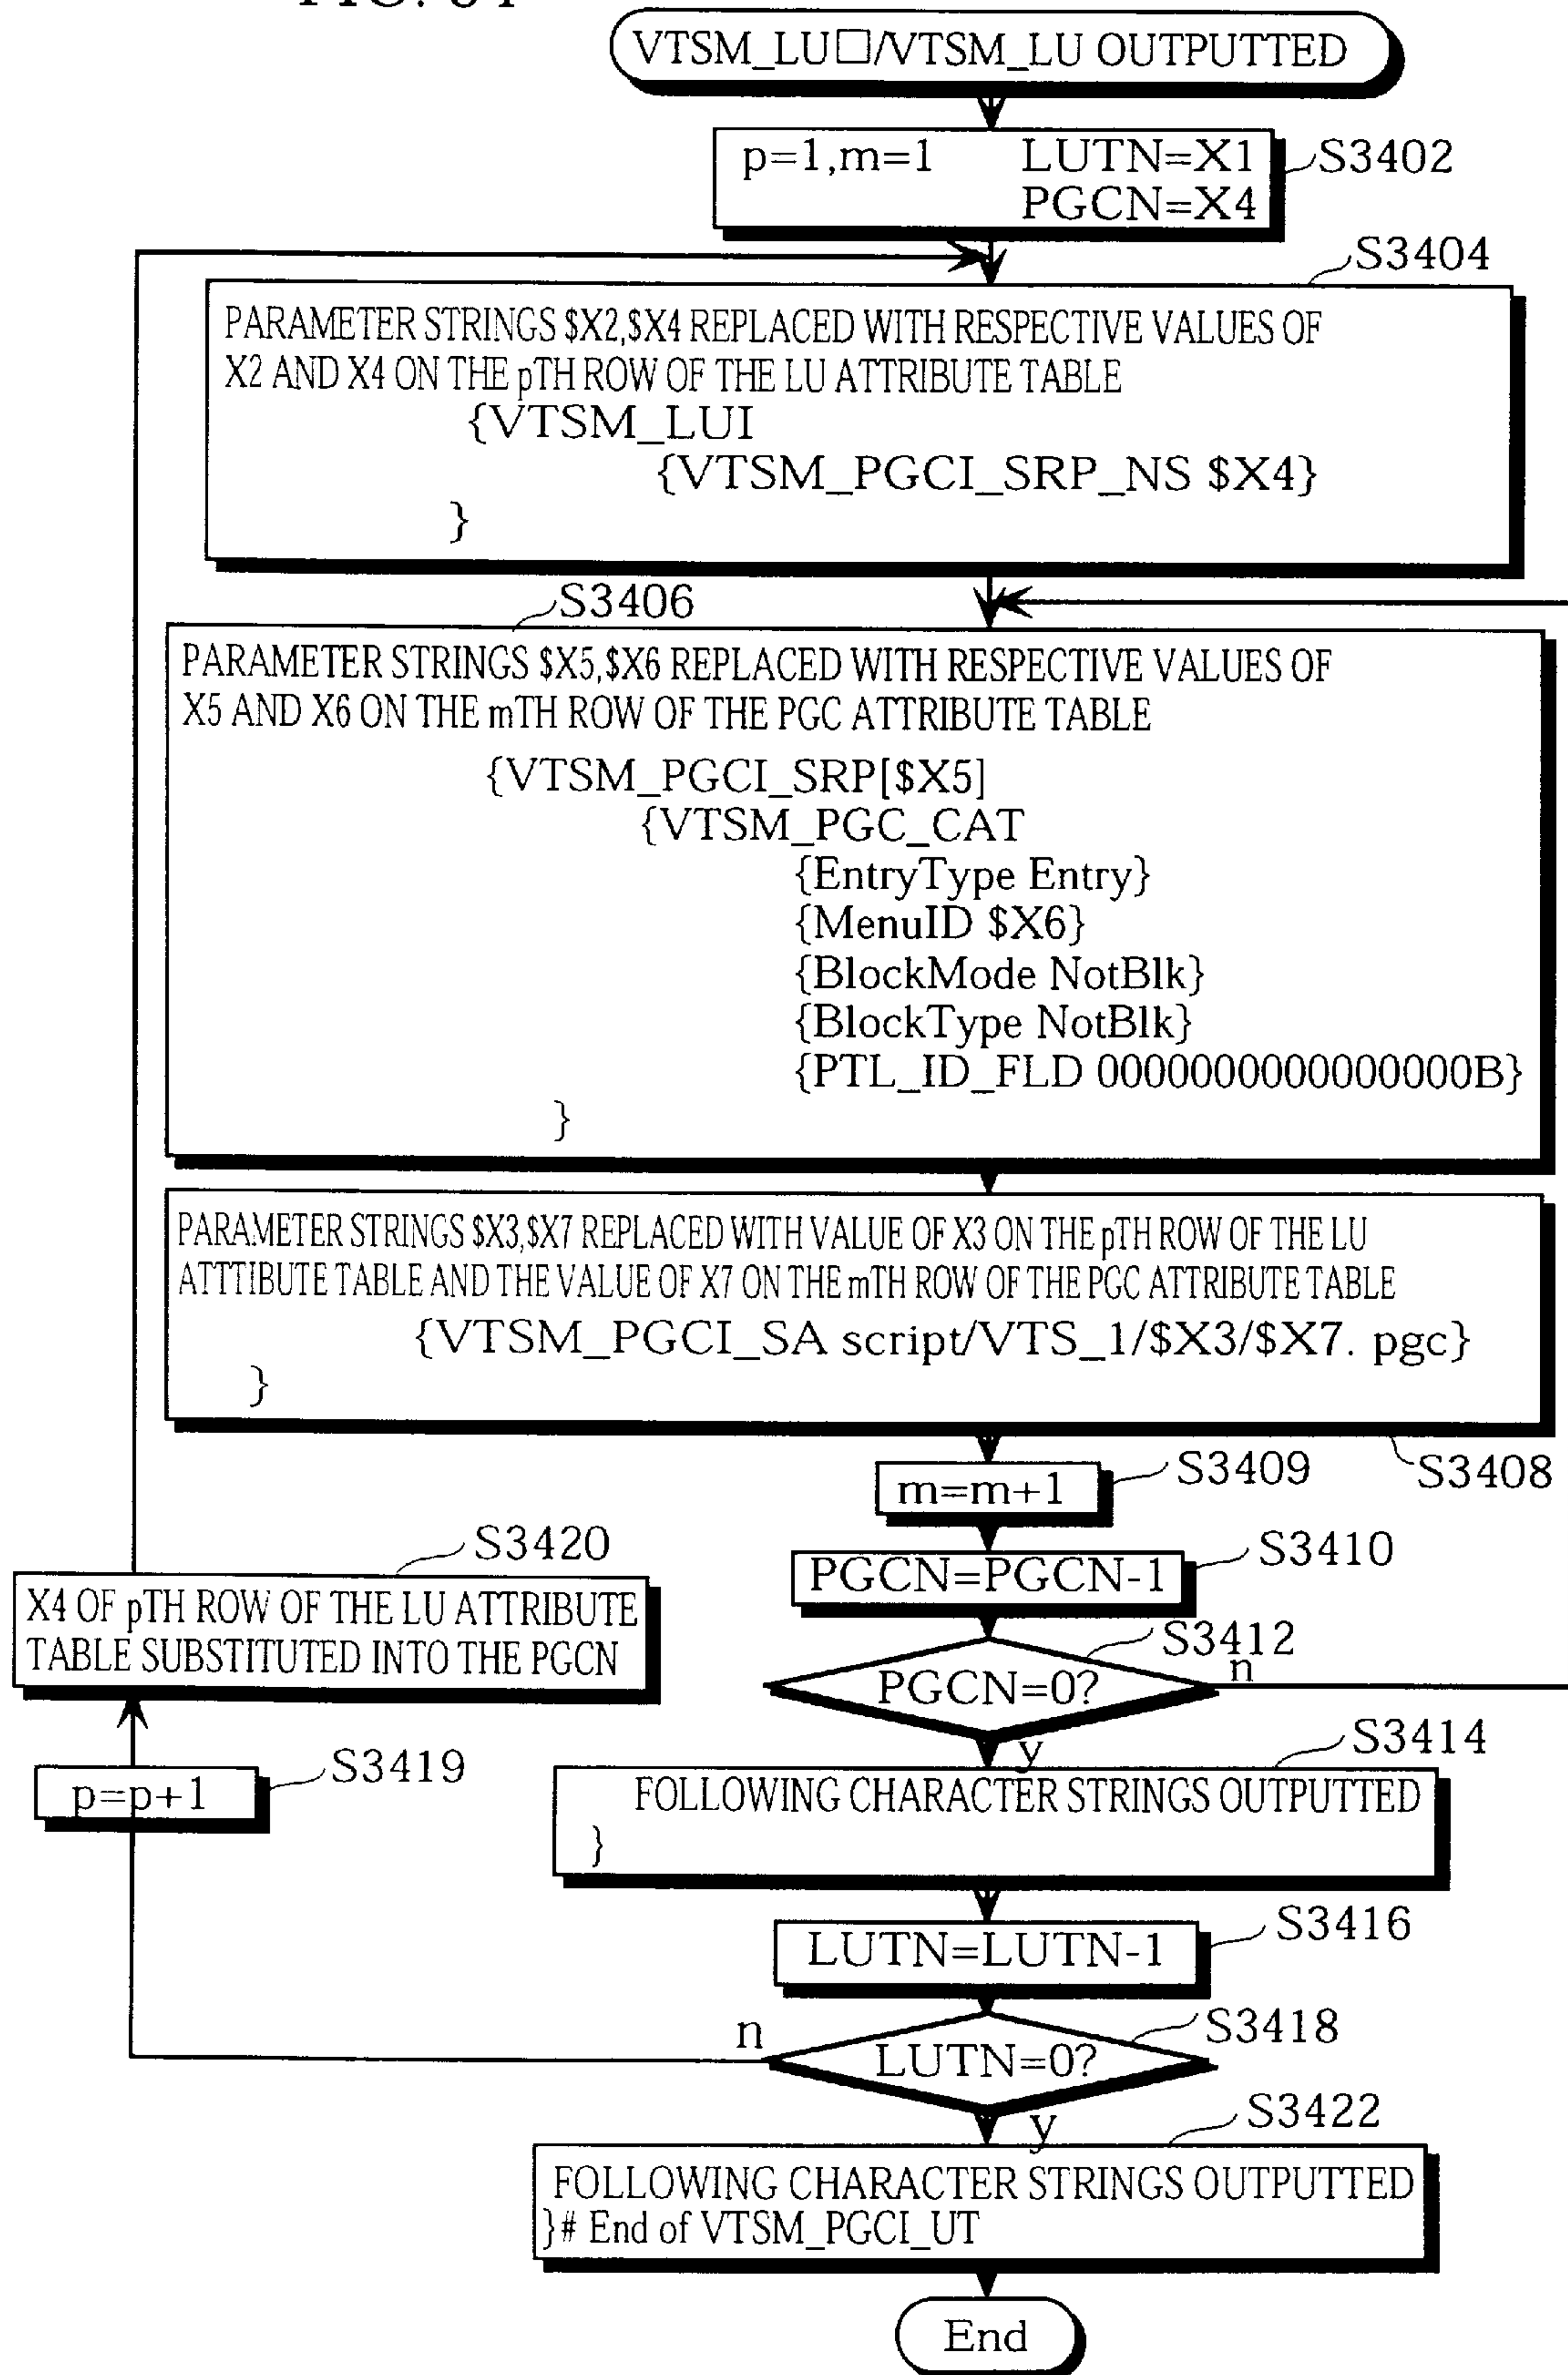 VTSM_LU□/VTSM_LU OUTPUTTED
p=1,m=1 LUTN=X1
PGCN=X4
S3402
S3404
PARAMETER STRINGS $X2,$X4 REPLACED WITH RESPECTIVE VALUES OF
X2 AND X4 ON THE pTH ROW OF THE LU ATTRIBUTE TABLE
{VTSM_LUI
{VTSM_PGCI_SRP_NS $X4}
}
S3406
PARAMETER STRINGS $X5,$X6 REPLACED WITH RESPECTIVE VALUES OF
X5 AND X6 ON THE mTH ROW OF THE PGC ATTRIBUTE TABLE
{VTSM_PGCI_SRP[$X5]
{VTSM_PGC_CAT
{EntryType Entry}
{MenuID $X6}
{BlockMode NotBlk}
{BlockType NotBlk}
{PTL_ID_FLD 0000000000000000B}
}
PARAMETER STRINGS $X3,$X7 REPLACED WITH VALUE OF X3 ON THE pTH ROW OF THE LU
ATTTIBUTE TABLE AND THE VALUE OF X7 ON THE mTH ROW OF THE PGC ATTRIBUTE TABLE
{VTSM_PGCI_SA script/VTS_1/$X3/$X7. pgc}
}
S3408
m=m+1
S3409
PGCN=PGCN-1
S3410
S3420
X4 OF pTH ROW OF THE LU ATTRIBUTE
TABLE SUBSTITUTED INTO THE PGCN
S3412
PGCN=0?
n
y
S3414
FOLLOWING CHARACTER STRINGS OUTPUTTED
}
p=p+1
S3419
LUTN=LUTN-1
S3416
S3418
n
LUTN=0?
y
S3422
FOLLOWING CHARACTER STRINGS OUTPUTTED
}# End of VTSM_PGCI_UT
End